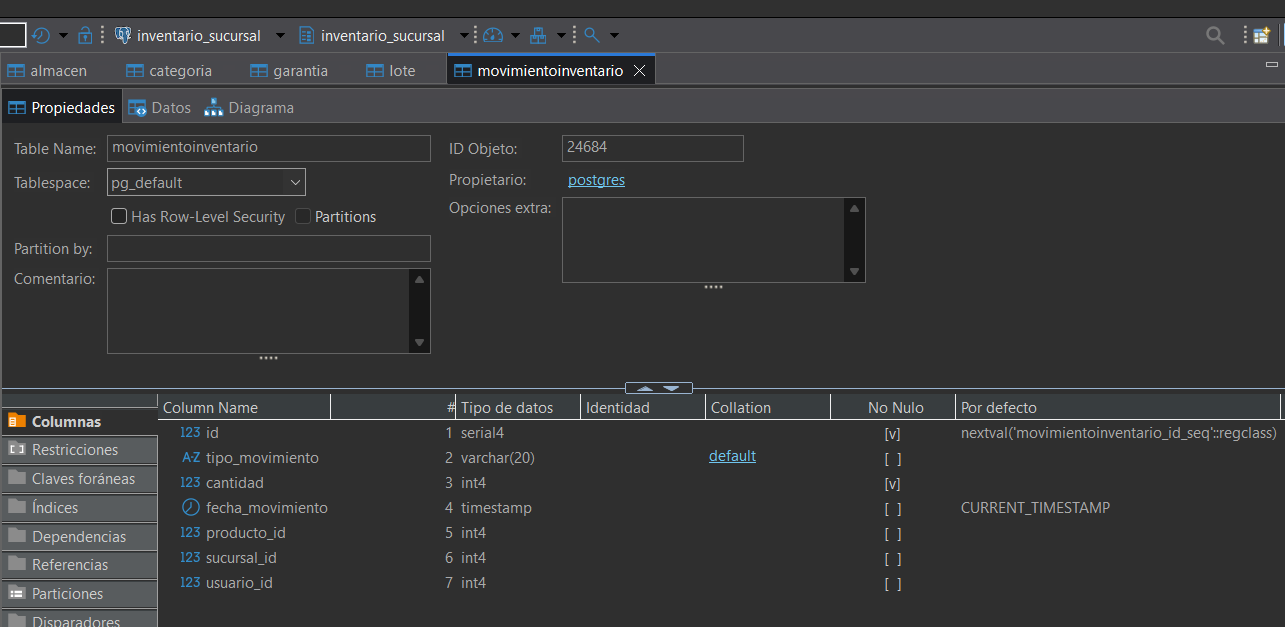 inventario_sucursal inventario_sucursal
almacen categoria garantia lote movimientoinventario
Propiedades Datos Diagrama
Table Name: movimientoinventario ID Objeto: 24684
Tablespace: pg_default Propietario: postgres
Has Row-Level Security Partitions Opciones extra:
Partition by:
Comentario:
Column Name # Tipo de datos Identidad Collation No Nulo Por defecto
Columnas
Restricciones
Claves foráneas
Índices
Dependencias
Referencias
Particiones
Disparadores
123 id 1 serial4 [v] nextval('movimientoinventario_id_seq'::regclass)
A-Z tipo_movimiento 2 varchar(20) default [ ]
123 cantidad 3 int4 [v]
fecha_movimiento 4 timestamp [ ] CURRENT_TIMESTAMP
123 producto_id 5 int4 [ ]
123 sucursal_id 6 int4 [ ]
123 usuario_id 7 int4 [ ]